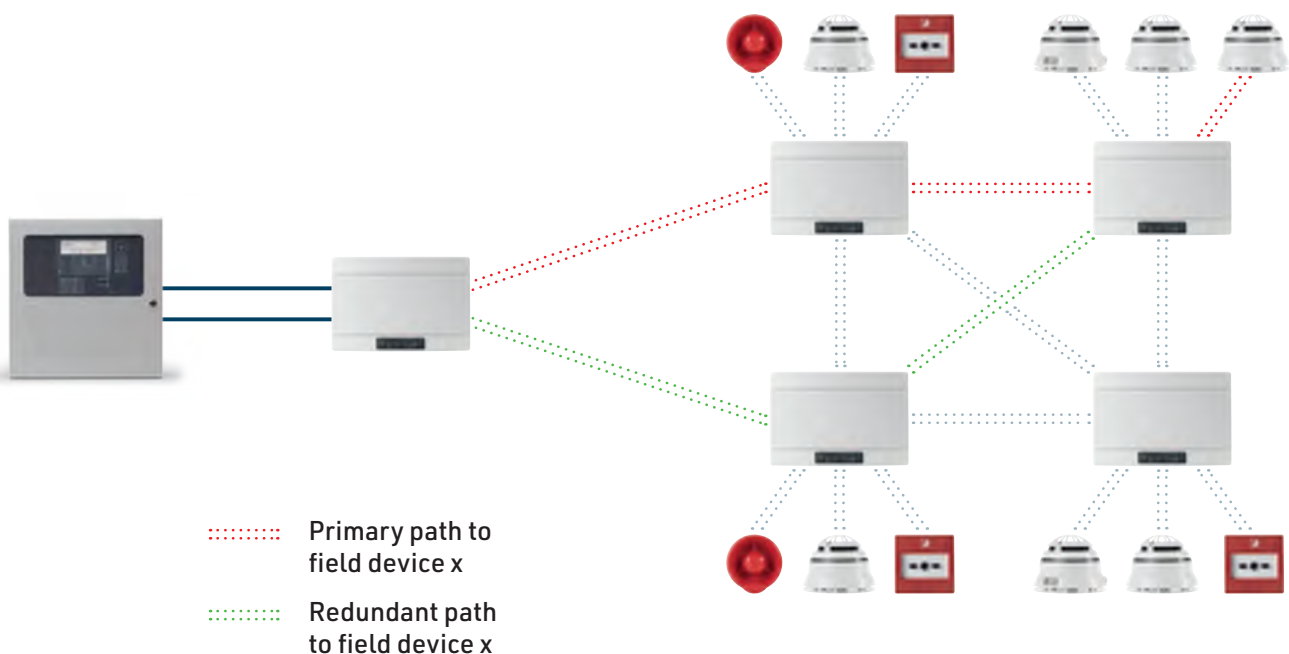 Primary path to
field device x
Redundant path
to field device x